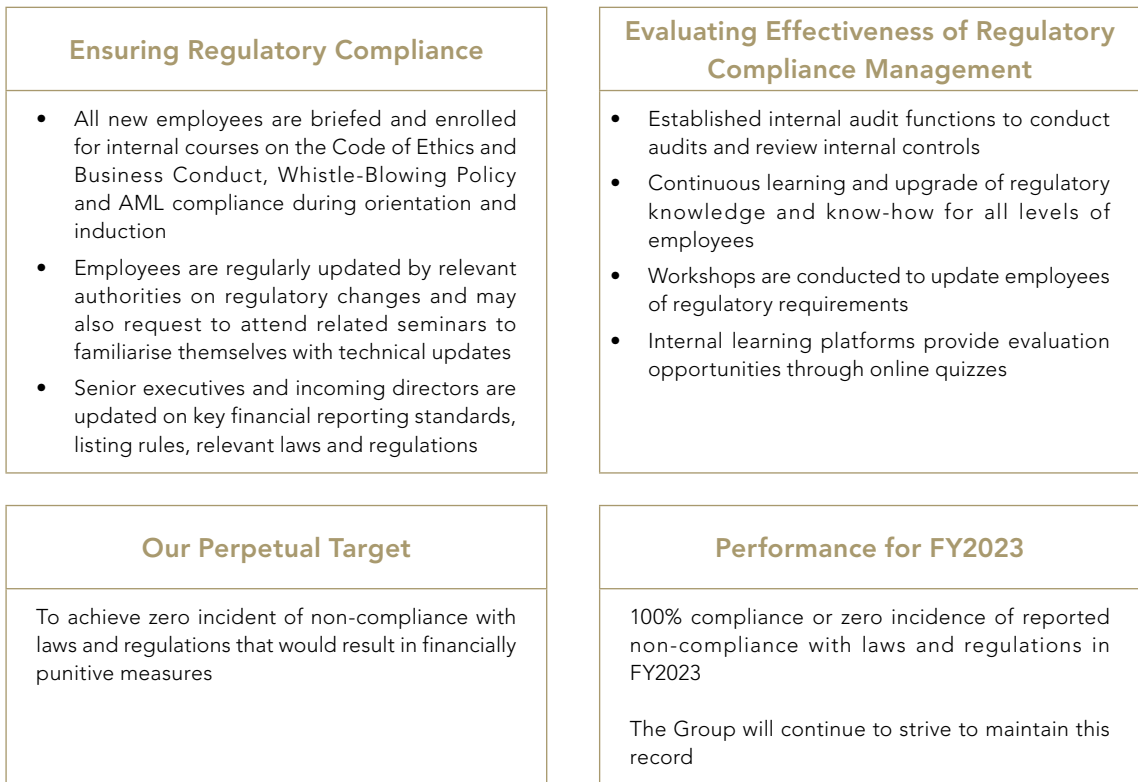 Ensuring Regulatory Compliance
• All new employees are briefed and enrolled
for internal courses on the Code of Ethics and
Business Conduct, Whistle-Blowing Policy
and AML compliance during orientation and
induction
• Employees are regularly updated by relevant
authorities on regulatory changes and may
also request to attend related seminars to
familiarise themselves with technical updates
• Senior executives and incoming directors are
updated on key financial reporting standards,
listing rules, relevant laws and regulations
Evaluating Effectiveness of Regulatory
Compliance Management
• Established internal audit functions to conduct
audits and review internal controls
• Continuous learning and upgrade of regulatory
knowledge and know-how for all levels of
employees
• Workshops are conducted to update employees
of regulatory requirements
• Internal learning platforms provide evaluation
opportunities through online quizzes
Our Perpetual Target
To achieve zero incident of non-compliance with
laws and regulations that would result in financially
punitive measures
Performance for FY2023
100% compliance or zero incidence of reported
non-compliance with laws and regulations in
FY2023
The Group will continue to strive to maintain this
record